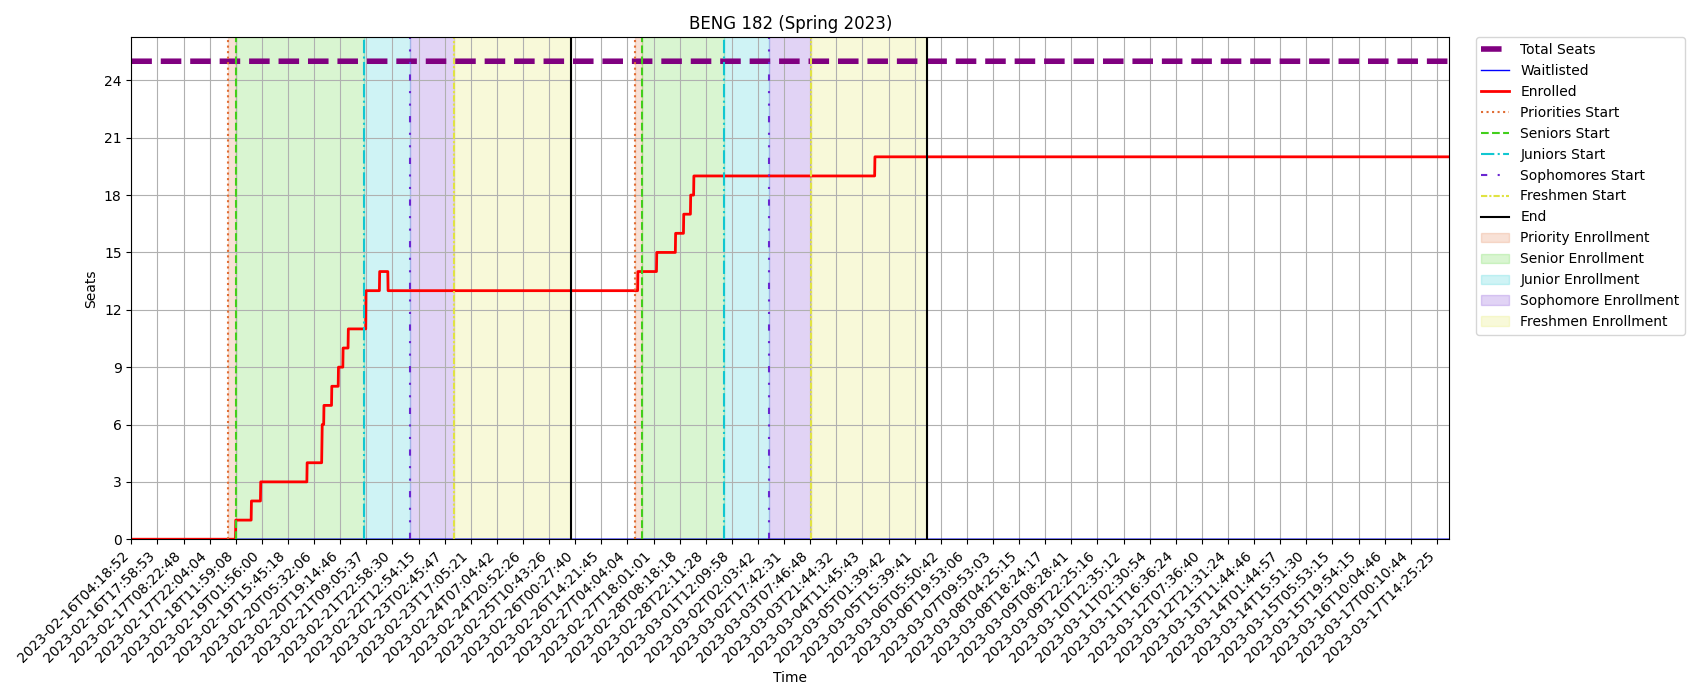 BENG 182 (Spring 2023)
Seats
24
21
18
15
12
9
6
3
0
2023-02-16T04:18:52
2023-02-16T17:58:53
2023-02-17T08:22:48
2023-02-17T22:04:04
2023-02-18T11:59:08
2023-02-19T01:56:00
2023-02-19T15:45:18
2023-02-20T05:32:06
2023-02-20T19:14:46
2023-02-21T09:05:37
2023-02-21T22:58:30
2023-02-22T12:54:15
2023-02-23T02:45:47
2023-02-23T17:05:21
2023-02-24T07:04:42
2023-02-24T20:52:26
2023-02-25T10:43:26
2023-02-26T00:27:40
2023-02-26T14:21:45
2023-02-27T04:04:04
2023-02-27T18:01:01
2023-02-28T08:18:19
2023-02-28T22:11:28
2023-03-01T12:09:58
2023-03-02T02:03:42
2023-03-02T17:42:31
2023-03-03T07:46:48
2023-03-03T21:44:32
2023-03-04T11:45:43
2023-03-05T01:39:42
2023-03-05T15:39:41
2023-03-06T05:50:42
2023-03-06T19:53:06
2023-03-07T09:53:03
2023-03-08T04:25:15
2023-03-08T18:24:17
2023-03-09T08:28:41
2023-03-09T22:25:16
2023-03-10T12:35:12
2023-03-11T02:30:54
2023-03-11T16:36:24
2023-03-12T07:36:40
2023-03-12T21:31:24
2023-03-13T11:44:46
2023-03-14T01:44:57
2023-03-14T15:51:30
2023-03-15T05:53:15
2023-03-15T19:54:15
2023-03-16T10:04:46
2023-03-17T00:10:44
2023-03-17T14:25:25
Time
Total Seats
Waitlisted
Enrolled
Priorities Start
Seniors Start
Juniors Start
Sophomores Start
Freshmen Start
End
Priority Enrollment
Senior Enrollment
Junior Enrollment
Sophomore Enrollment
Freshmen Enrollment